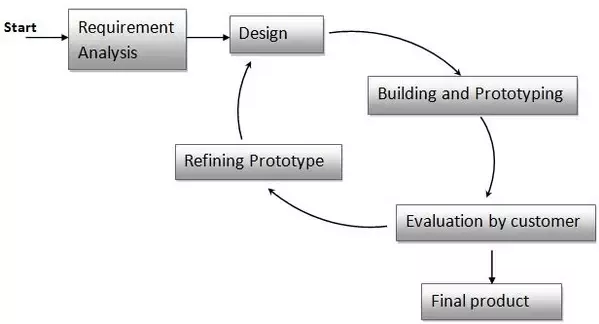 Start
Requirement
Analysis
Design
Building and Prototyping
Refining Prototype
Evaluation by customer
Final product